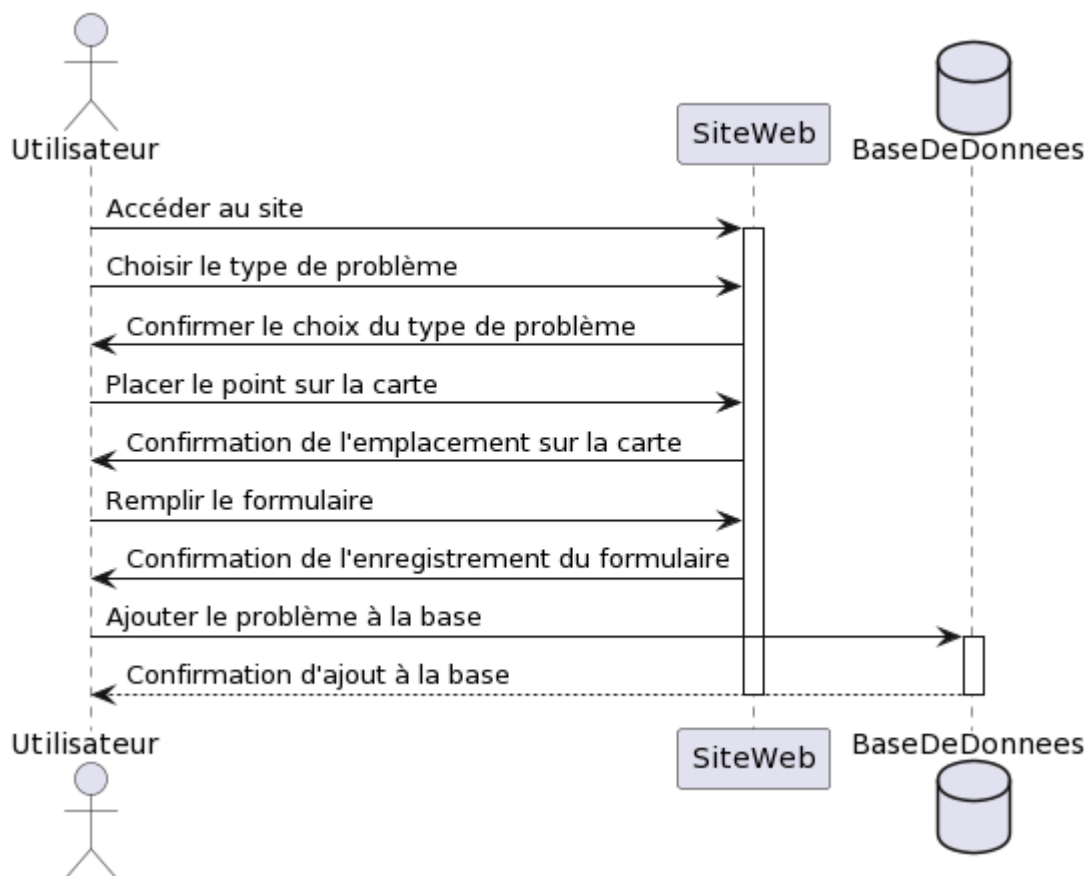 Utilisateur
SiteWeb
BaseDeDonnees
Accéder au site
Choisir le type de problème
Confirmer le choix du type de problème
Placer le point sur la carte
Confirmation de l'emplacement sur la carte
Remplir le formulaire
Confirmation de l'enregistrement du formulaire
Ajouter le problème à la base
Confirmation d'ajout à la base
Utilisateur
SiteWeb
BaseDeDonnees